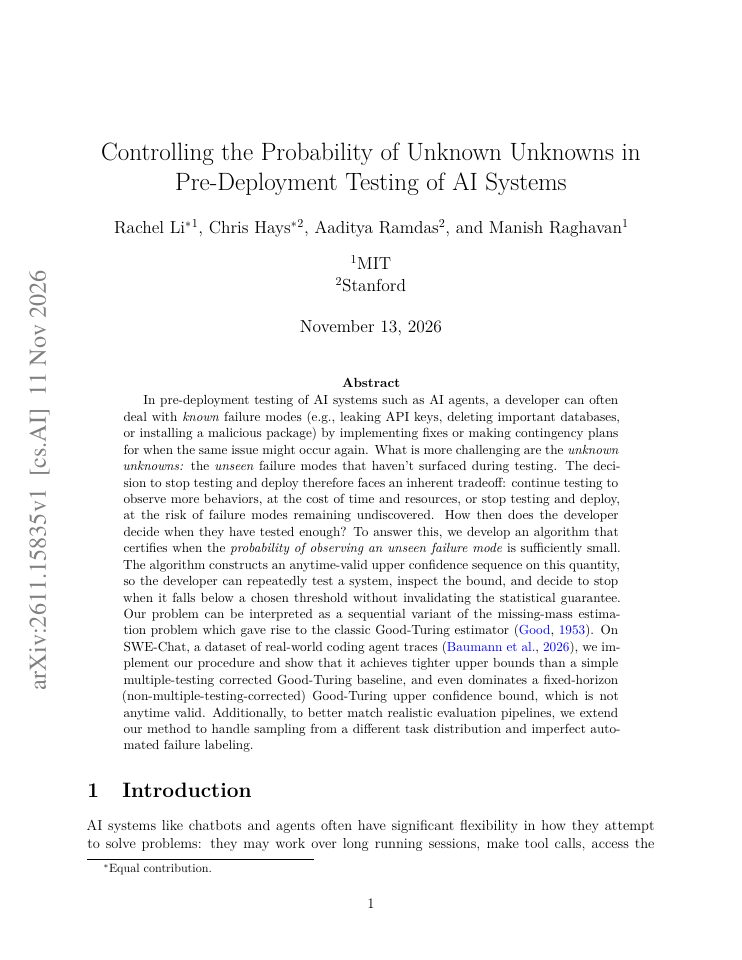 Controlling the Probability of Unknown Unknowns in
Pre-Deployment Testing of AI Systems
Rachel Li*1, Chris Hays*2, Aaditya Ramdas2, and Manish Raghavan1
1MIT
2Stanford
November 13, 2026
arXiv:2611.15835v1 [cs.AI] 11 Nov 2026
Abstract
In pre-deployment testing of AI systems such as AI agents, a developer can often
deal with known failure modes (e.g., leaking API keys, deleting important databases,
or installing a malicious package) by implementing fixes or making contingency plans
for when the same issue might occur again. What is more challenging are the unknown
unknowns: the unseen failure modes that haven't surfaced during testing. The deci-
sion to stop testing and deploy therefore faces an inherent tradeoff: continue testing to
observe more behaviors, at the cost of time and resources, or stop testing and deploy,
at the risk of failure modes remaining undiscovered. How then does the developer
decide when they have tested enough? To answer this, we develop an algorithm that
certifies when the probability of observing an unseen failure mode is sufficiently small.
The algorithm constructs an anytime-valid upper confidence sequence on this quantity,
so the developer can repeatedly test a system, inspect the bound, and decide to stop
when it falls below a chosen threshold without invalidating the statistical guarantee.
Our problem can be interpreted as a sequential variant of the missing-mass estima-
tion problem which gave rise to the classic Good-Turing estimator (Good, 1953). On
SWE-Chat, a dataset of real-world coding agent traces (Baumann et al., 2026), we im-
plement our procedure and show that it achieves tighter upper bounds than a simple
multiple-testing corrected Good-Turing baseline, and even dominates a fixed-horizon
(non-multiple-testing-corrected) Good-Turing upper confidence bound, which is not
anytime valid. Additionally, to better match realistic evaluation pipelines, we extend
our method to handle sampling from a different task distribution and imperfect auto-
mated failure labeling.
1 Introduction
AI systems like chatbots and agents often have significant flexibility in how they attempt
to solve problems: they may work over long running sessions, make tool calls, access the
*Equal contribution.
1